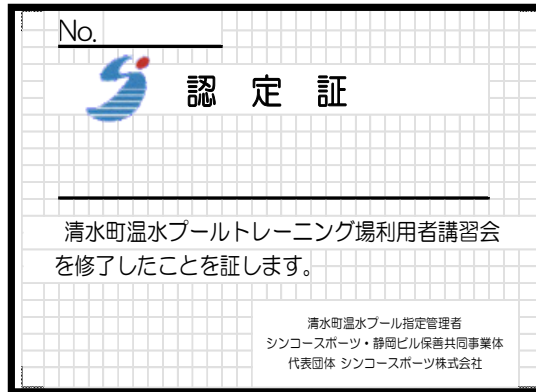 No.
認 定 証
清水町温水プールトレーニング場利用者講習会
を修了したことを証します。
清水町温水プール指定管理者
シンコースポーツ・静岡ビル保善共同事業体
代表団体 シンコースポーツ株式会社